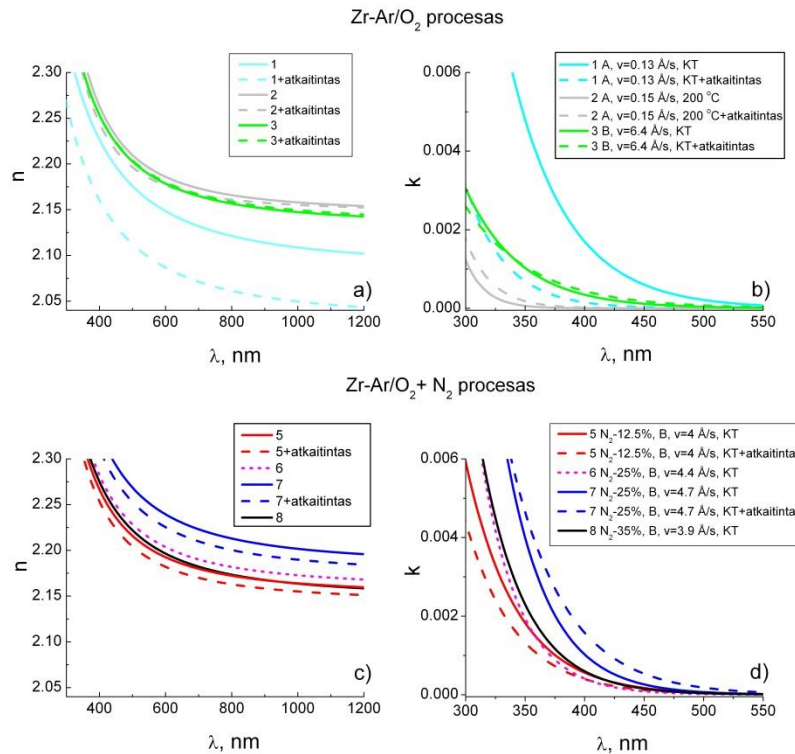 Zr-Ar/O₂ procesas
2.30
2.25
2.20
2.15
2.10
2.05
n
400 600 800 1000 1200
λ, nm
1
1+atkaitintas
2
2+atkaitintas
3
3+atkaitintas
a)
0.006
0.004
0.002
0.000
k
300 350 400 450 500 550
λ, nm
1 A, v=0.13 Å/s, KT
1 A, v=0.13 Å/s, KT+atkaitintas
2 A, v=0.15 Å/s, 200 °C
2 A, v=0.15 Å/s, 200 °C+atkaitintas
3 B, v=6.4 Å/s, KT
3 B, v=6.4 Å/s, KT+atkaitintas
b)
Zr-Ar/O₂+ N₂ procesas
2.30
2.25
2.20
2.15
2.10
2.05
n
400 600 800 1000 1200
λ, nm
5
5+atkaitintas
6
7
7+atkaitintas
8
c)
0.006
0.004
0.002
0.000
k
300 350 400 450 500 550
λ, nm
5 N₂-12.5%, B, v=4 Å/s, KT
5 N₂-12.5%, B, v=4 Å/s, KT+atkainta
6 N₂-25%, B, v=4.4 Å/s, KT
7 N₂-25%, B, v=4.7 Å/s, KT
7 N₂-25%, B, v=4.7 Å/s, KT+atkaitinta
8 N₂-35%, B, v=3.9 Å/s, KT
d)